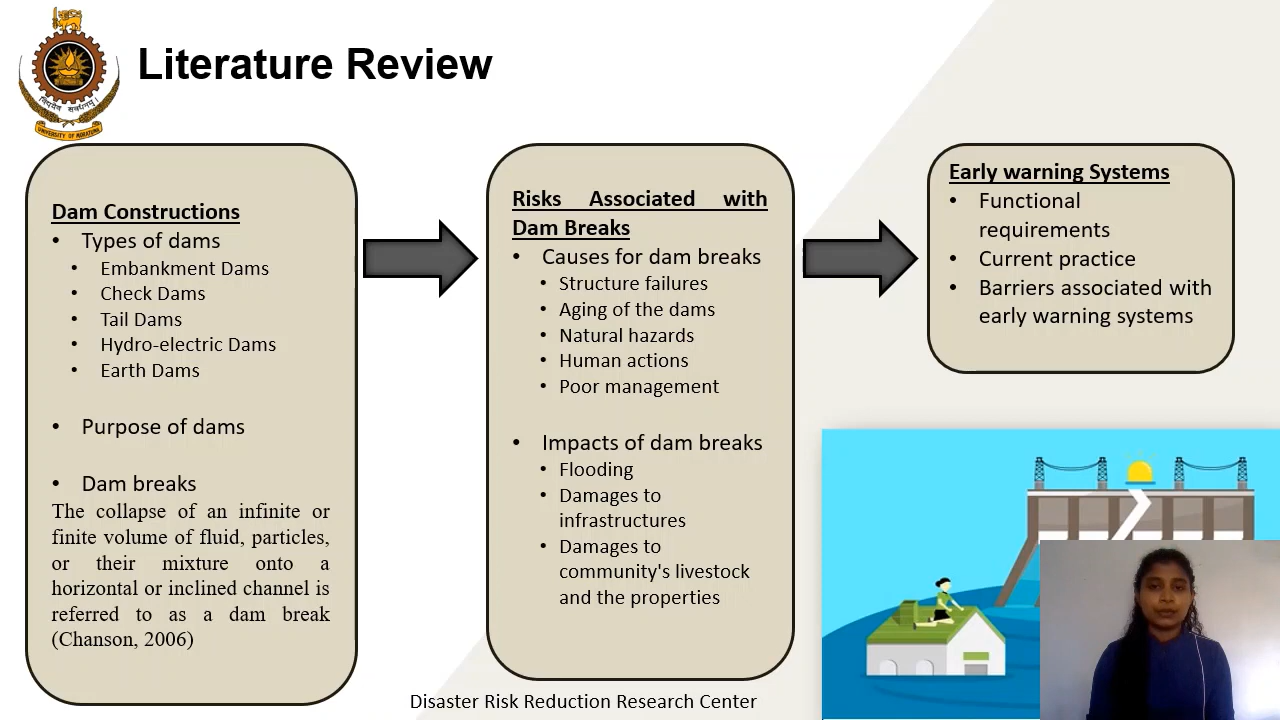 Literature Review
विद्यैव सर्वधनम्
UNIVERSITY OF MORATUWA
Dam Constructions
• Types of dams
• Embankment Dams
• Check Dams
• Tail Dams
• Hydro-electric Dams
• Earth Dams
• Purpose of dams
• Dam breaks
The collapse of an infinite or
finite volume of fluid, particles,
or their mixture onto a
horizontal or inclined channel is
referred to as a dam break
(Chanson, 2006)
Risks Associated with
Dam Breaks
• Causes for dam breaks
• Structure failures
• Aging of the dams
• Natural hazards
• Human actions
• Poor management
• Impacts of dam breaks
• Flooding
• Damages to
infrastructures
• Damages to
community's livestock
and the properties
Early warning Systems
• Functional
requirements
• Current practice
• Barriers associated with
early warning systems
Disaster Risk Reduction Research Center